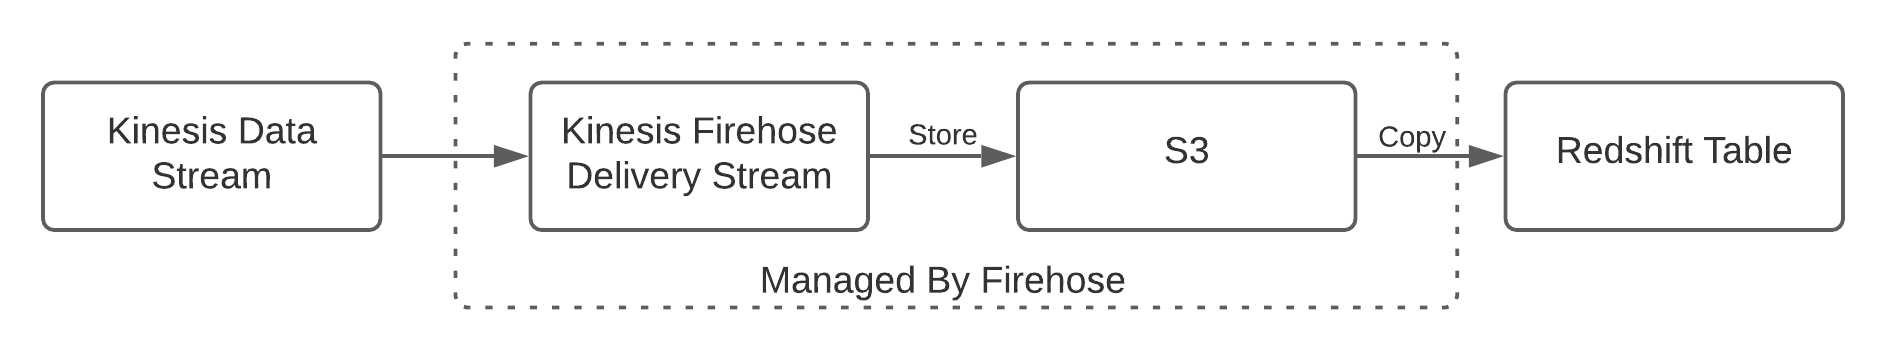 Kinesis Data
Stream
Kinesis Firehose
Delivery Stream
Store
S3
Copy
Redshift Table
Managed By Firehose